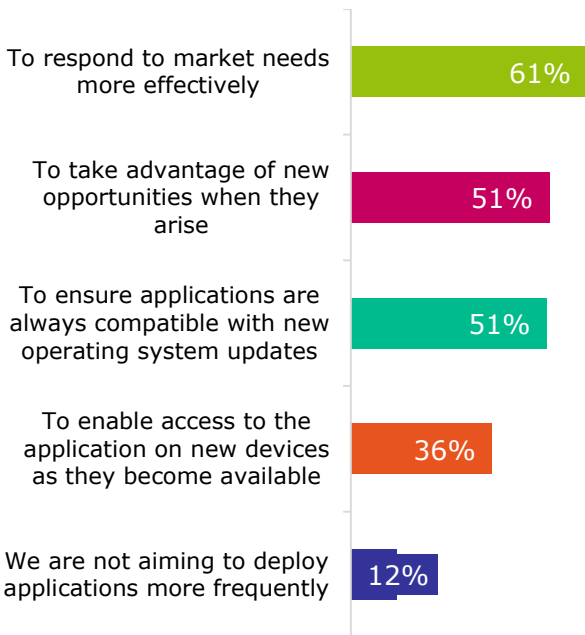 To respond to market needs
more effectively
61%
To take advantage of new
opportunities when they
arise
51%
To ensure applications are
always compatible with new
operating system updates
51%
To enable access to the
application on new devices
as they become available
36%
We are not aiming to deploy
applications more frequently
12%